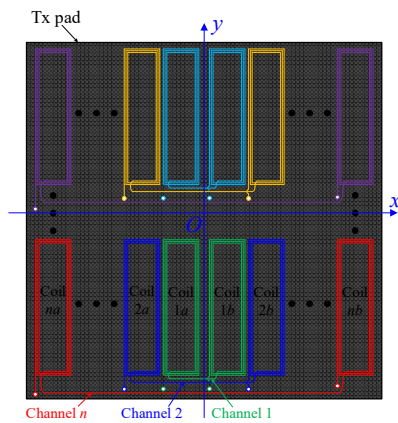 Tx pad
y
x
O
Coil na
Coil 2a
Coil 1a
Coil 1b
Coil 2b
Coil nb
Channel n
Channel 2
Channel 1